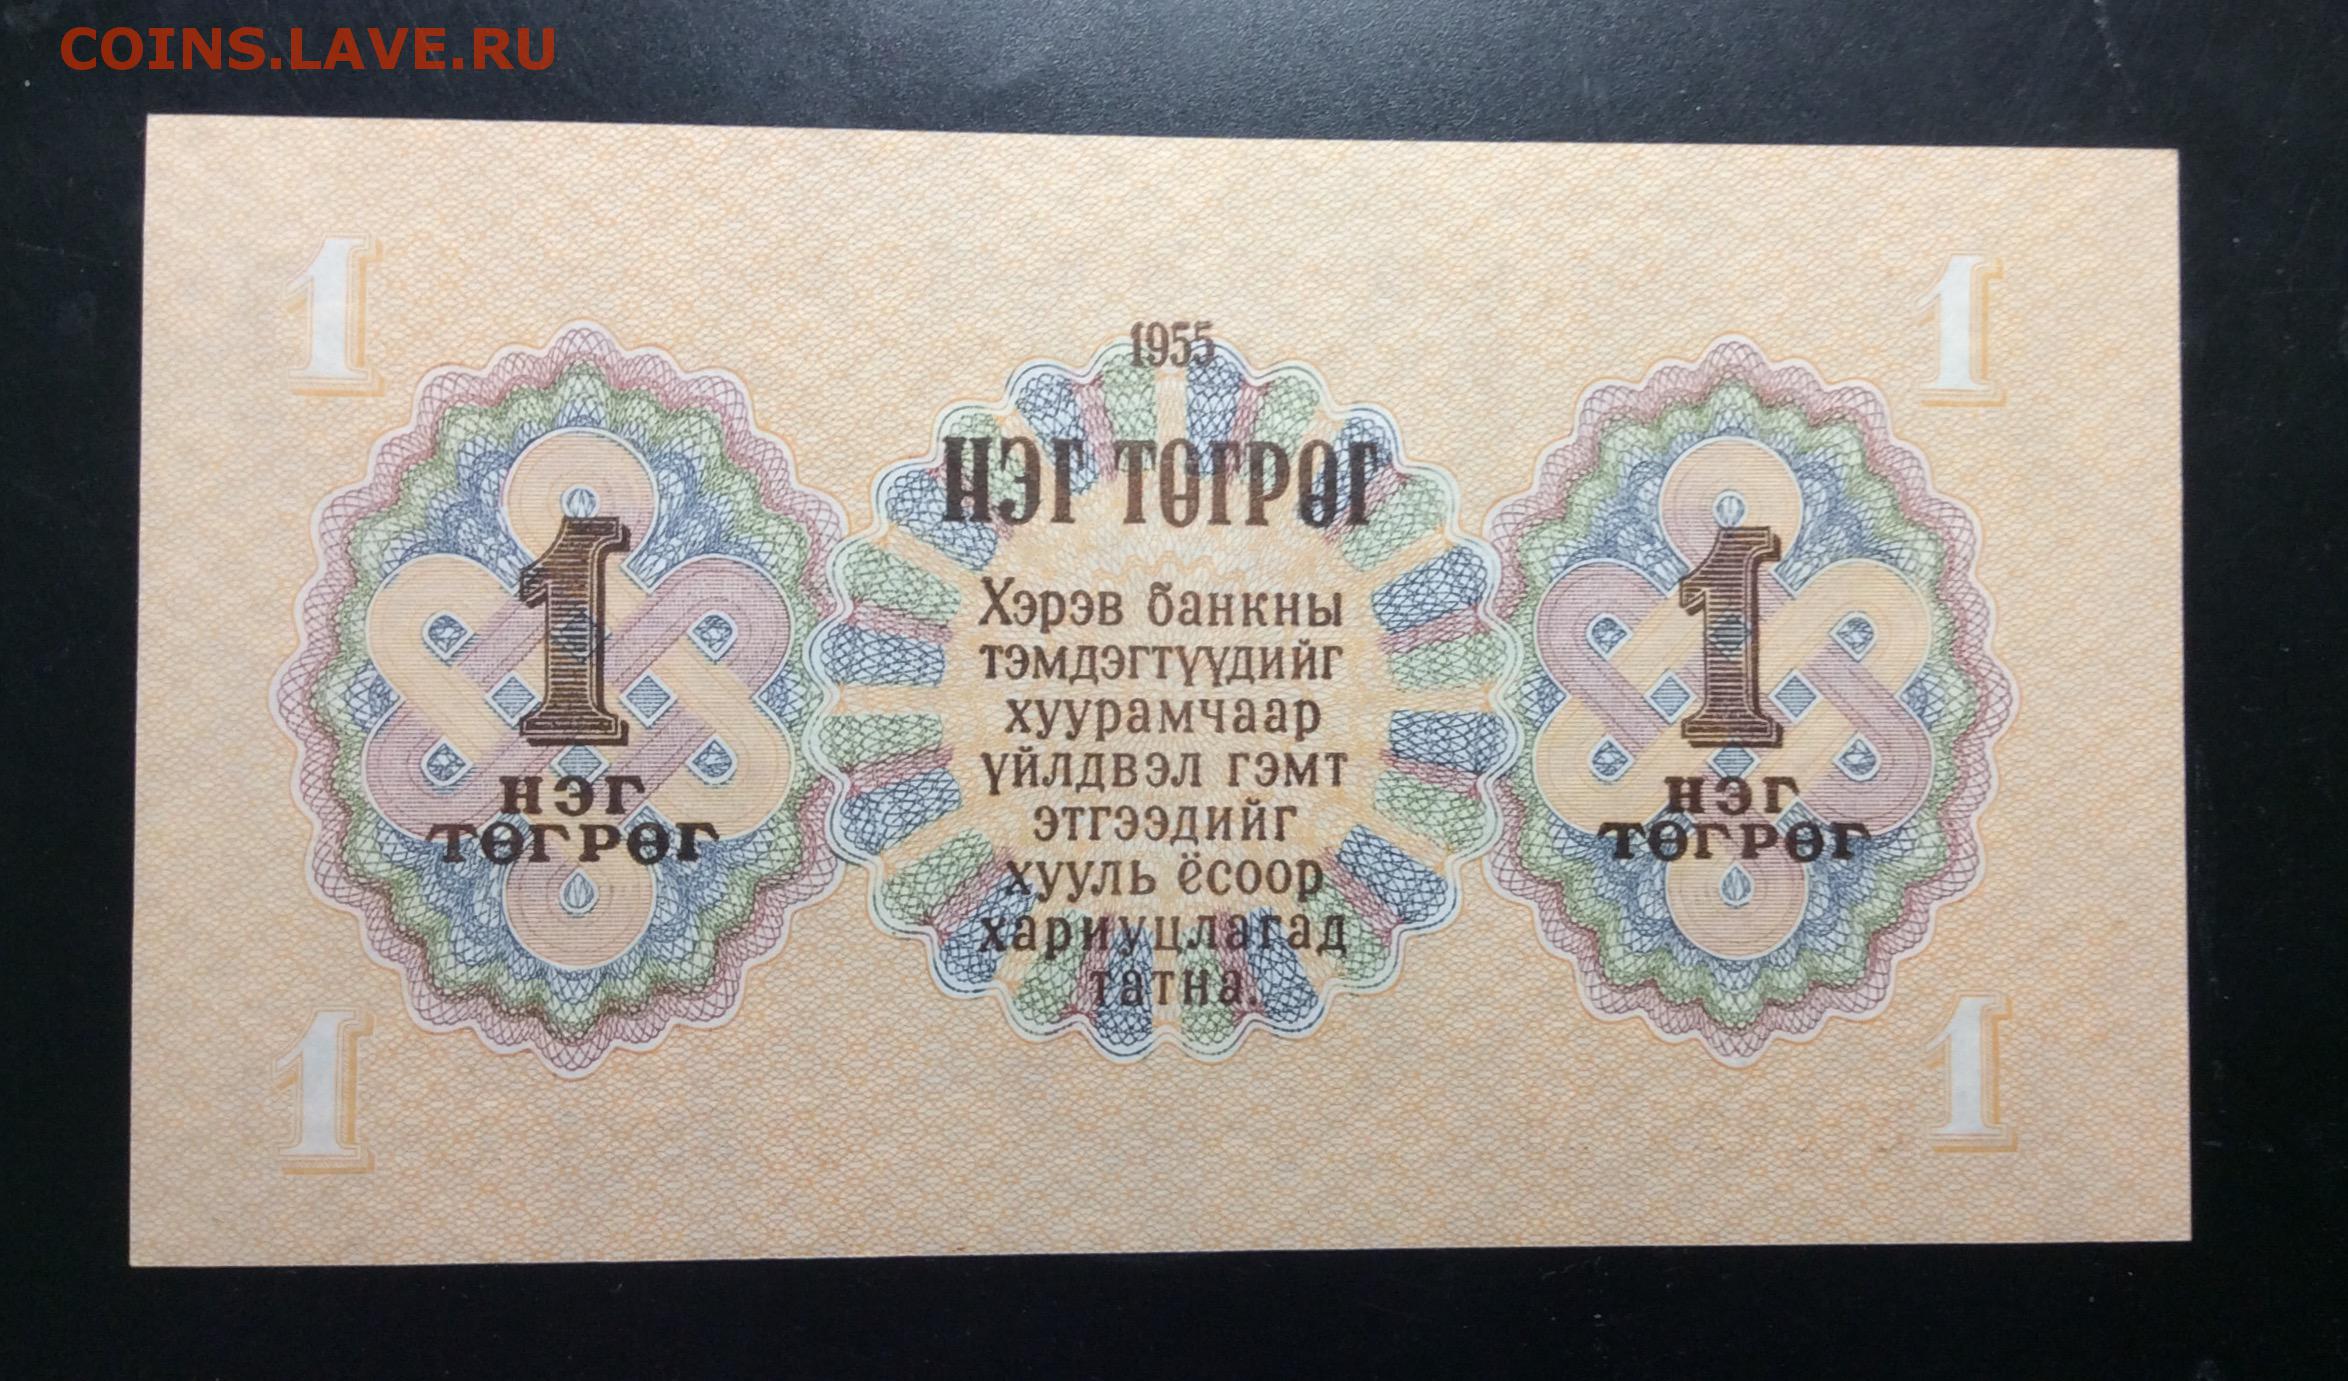 COINS.LAVE.RU
1
1
1955
НЭГ ТӨГРӨГ
1
НЭГ
ТӨГРӨГ
Хэрэв банкны
тэмдэгтүүдийг
хуурамчаар
үйлдвэл гэмт
этгээдийг
хууль ёсоор
хариуцлагад
татна.
1
НЭГ
ТӨГРӨГ
1
1